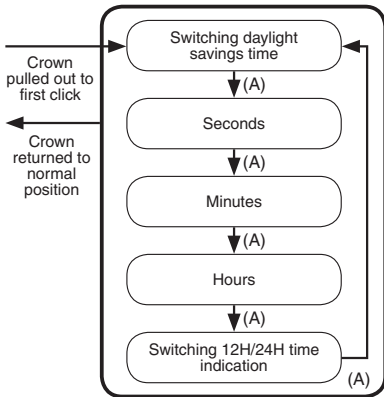 Switching daylight
savings time
Crown
pulled out to
first click
(A)
Seconds
Crown
returned to
normal
position
(A)
Minutes
(A)
Hours
(A)
Switching 12H/24H time
indication
(A)